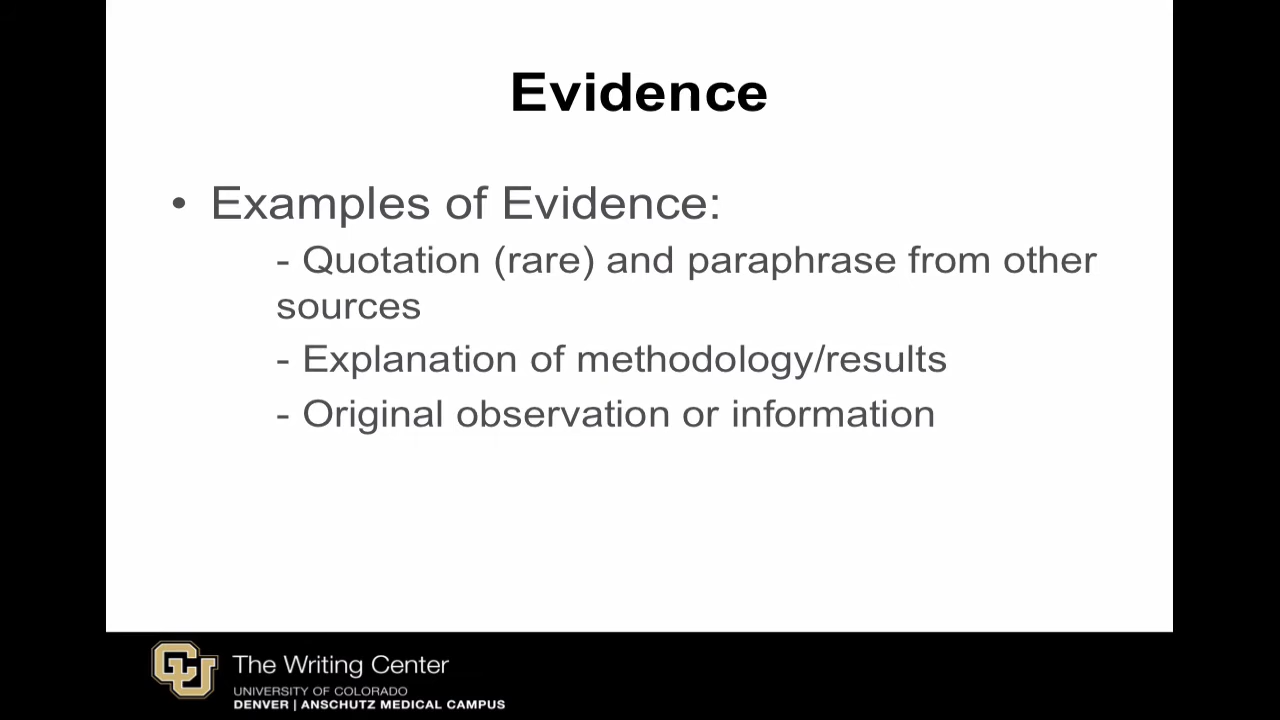 Evidence
• Examples of Evidence:
- Quotation (rare) and paraphrase from other
sources
- Explanation of methodology/results
- Original observation or information
CU
The Writing Center
UNIVERSITY OF COLORADO
DENVER | ANSCHUTZ MEDICAL CAMPUS